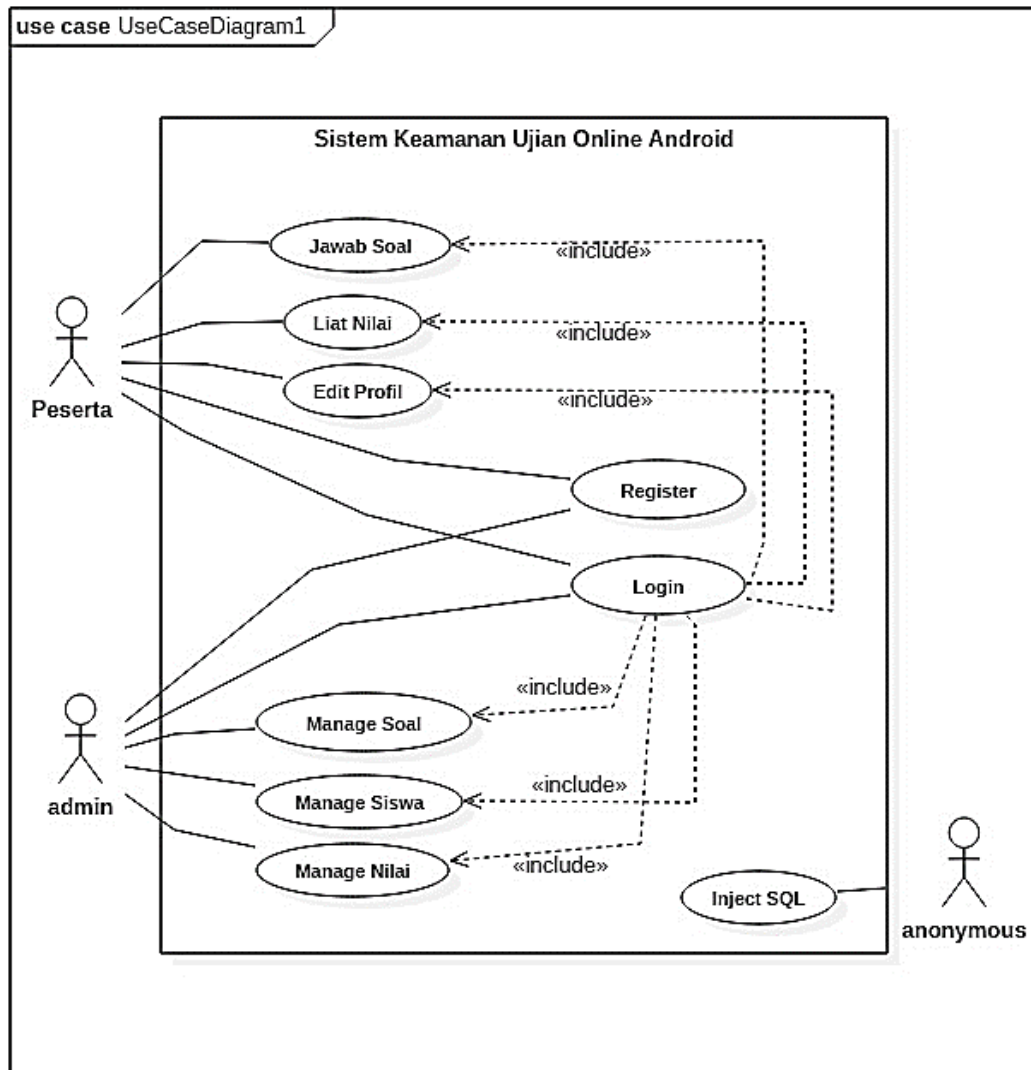 use case UseCaseDiagram1
Sistem Keamanan Ujian Online Android
Jawab Soal
«include»
Liat Nilai
«include»
Edit Profil
«include»
Peserta
Register
Login
«include»
Manage Soal
admin
Manage Siswa
«include»
Manage Nilai
«include»
Inject SQL
anonymous